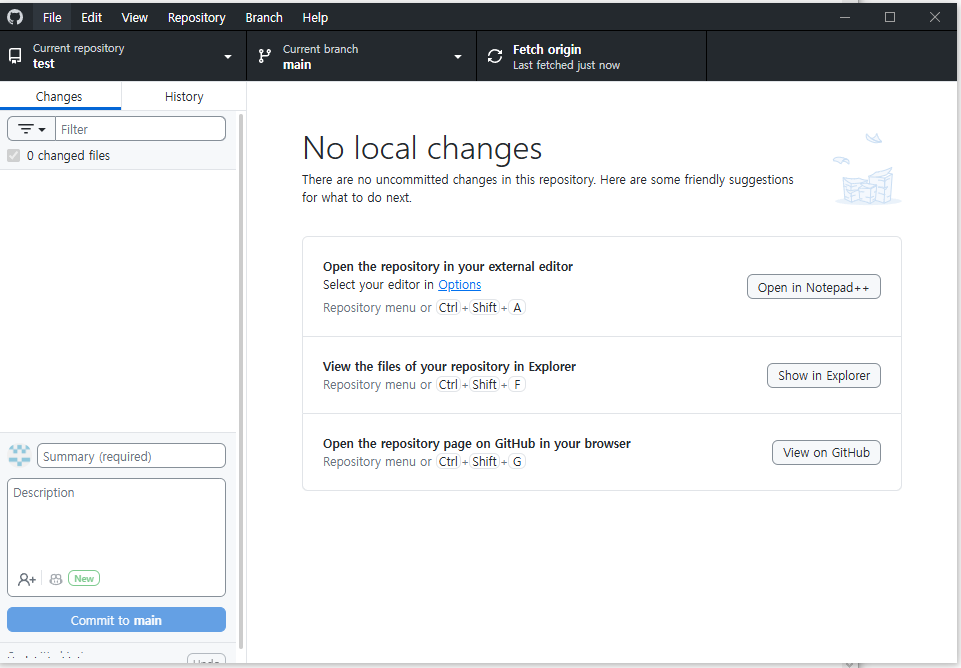 File Edit View Repository Branch Help
Current repository
test
Current branch
main
Fetch origin
Last fetched just now
Changes
History
Filter
0 changed files
Summary (required)
Description
New
Commit to main
Undo
No local changes
There are no uncommitted changes in this repository. Here are some friendly suggestions
for what to do next.
Open the repository in your external editor
Select your editor in Options
Repository menu or Ctrl + Shift + A
Open in Notepad++
View the files of your repository in Explorer
Repository menu or Ctrl + Shift + F
Show in Explorer
Open the repository page on GitHub in your browser
Repository menu or Ctrl + Shift + G
View on GitHub